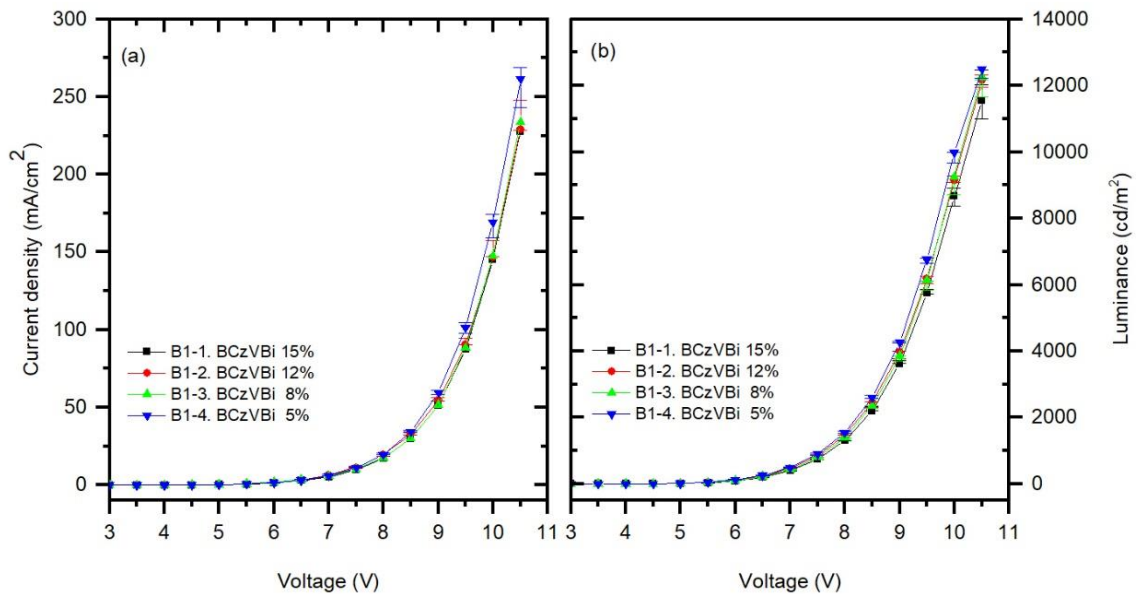 (a)
Current density (mA/cm²)
300
250
200
150
100
50
0
B1-1. BCzVBi 15%
B1-2. BCzVBi 12%
B1-3. BCzVBi 8%
B1-4. BCzVBi 5%
3 4 5 6 7 8 9 10 11
Voltage (V)
(b)
B1-1. BCzVBi 15%
B1-2. BCzVBi 12%
B1-3. BCzVBi 8%
B1-4. BCzVBi 5%
3 4 5 6 7 8 9 10 11
Voltage (V)
14000
12000
10000
8000
6000
4000
2000
0
Luminance (cd/m²)